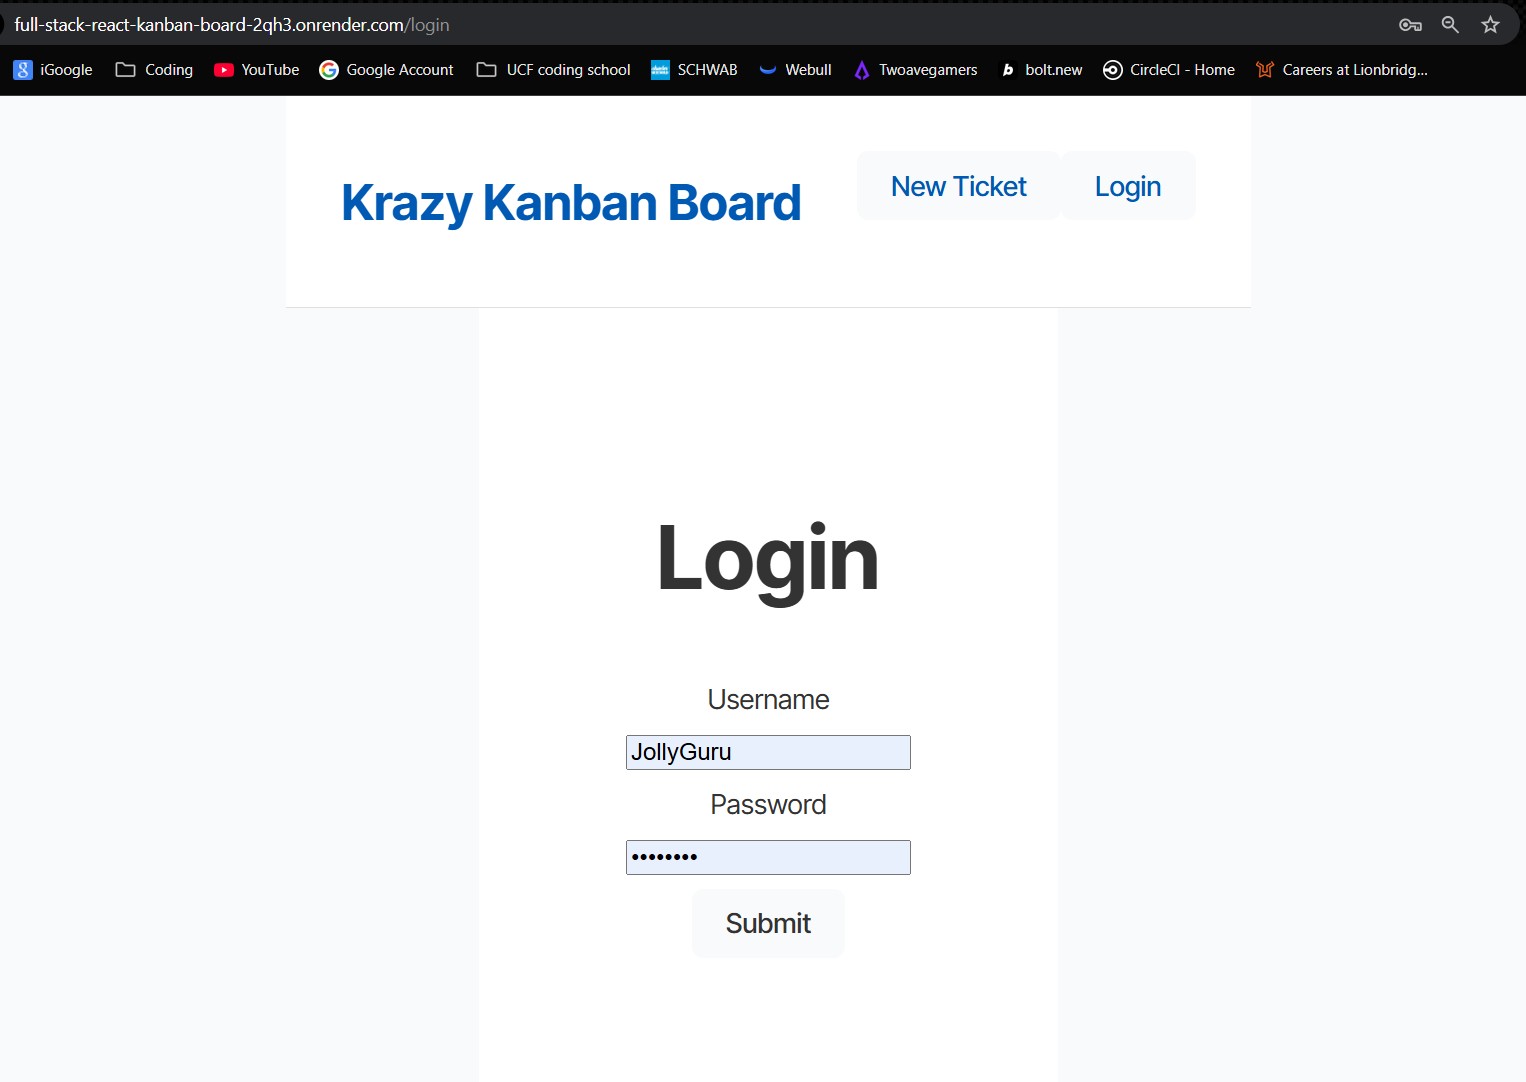 full-stack-react-kanban-board-2qh3.onrender.com/login
iGoogle Coding YouTube Google Account UCF coding school SCHWAB Webull Twoavegamers bolt.new CircleCI - Home Careers at Lionbridg...
Krazy Kanban Board
New Ticket Login
Login
Username
JollyGuru
Password
••••••••
Submit